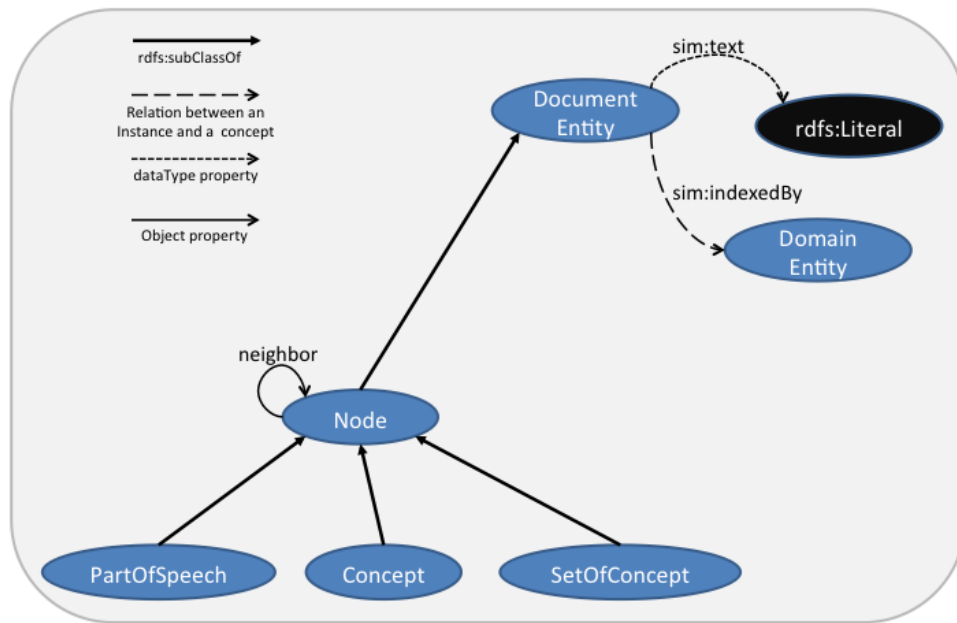 rdfs:subClassOf
Relation between an
Instance and a concept
dataType property
Object property
sim:text
Document
Entity
rdfs:Literal
sim:indexedBy
Domain
Entity
neighbor
Node
PartOfSpeech
Concept
SetOfConcept